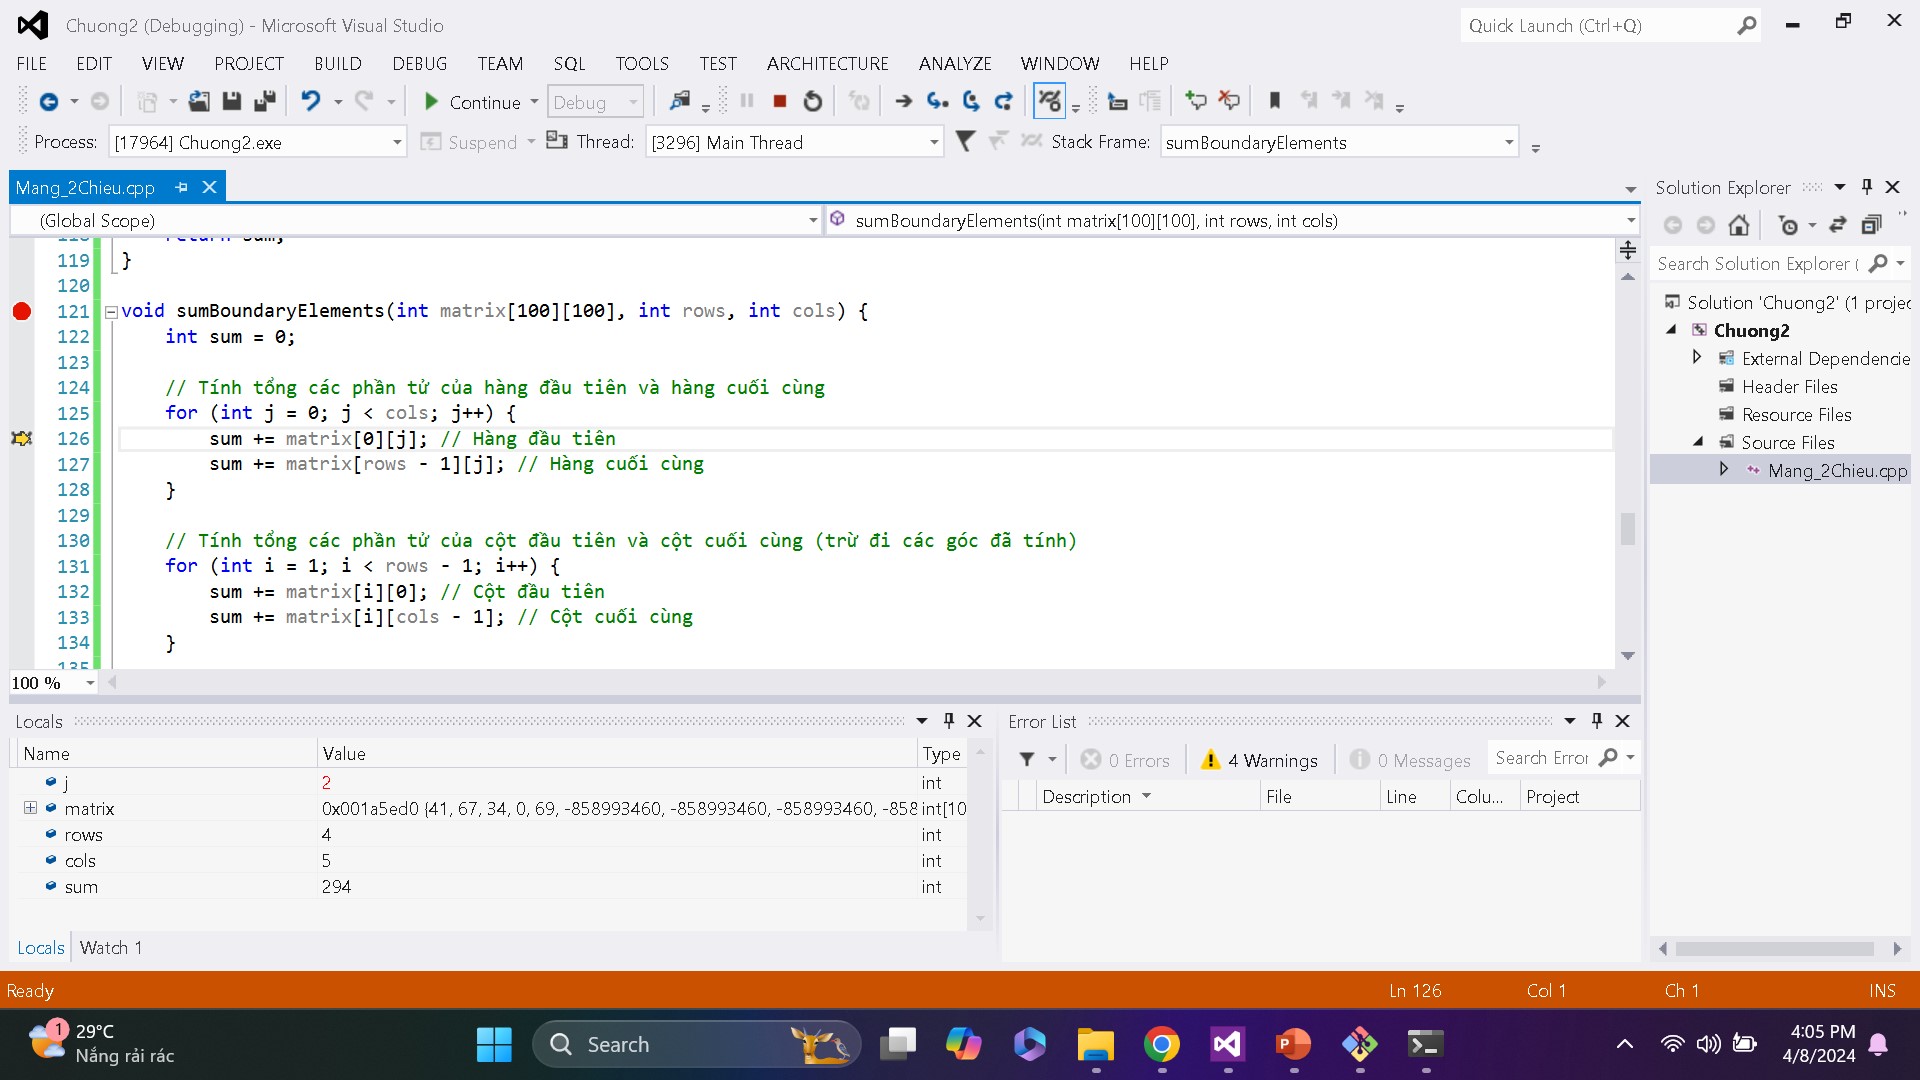 Chuong2 (Debugging) - Microsoft Visual Studio
Quick Launch (Ctrl+Q)
FILE EDIT VIEW PROJECT BUILD DEBUG TEAM SQL TOOLS TEST ARCHITECTURE ANALYZE WINDOW HELP
Continue Debug
Process: [17964] Chuong2.exe Suspend Thread: [3296] Main Thread Stack Frame: sumBoundaryElements
Mang_2Chieu.cpp
(Global Scope) sumBoundaryElements(int matrix[100][100], int rows, int cols)
118 return sum;
119 }
120
121 void sumBoundaryElements(int matrix[100][100], int rows, int cols) {
122 int sum = 0;
123
124 // Tính tổng các phần tử của hàng đầu tiên và hàng cuối cùng
125 for (int j = 0; j < cols; j++) {
126 sum += matrix[0][j]; // Hàng đầu tiên
127 sum += matrix[rows - 1][j]; // Hàng cuối cùng
128 }
129
130 // Tính tổng các phần tử của cột đầu tiên và cột cuối cùng (trừ đi các góc đã tính)
131 for (int i = 1; i < rows - 1; i++) {
132 sum += matrix[i][0]; // Cột đầu tiên
133 sum += matrix[i][cols - 1]; // Cột cuối cùng
134 }
135
100 %
Solution Explorer
Search Solution Explorer (
Solution 'Chuong2' (1 projec
Chuong2
External Dependencie
Header Files
Resource Files
Source Files
Mang_2Chieu.cpp
Locals
Name Value Type
j 2 int
matrix 0x001a5ed0 {41, 67, 34, 0, 69, -858993460, -858993460, -858993460, -858 int[10
rows 4 int
cols 5 int
sum 294 int
Locals Watch 1
Error List
0 Errors 4 Warnings 0 Messages Search Error
Description File Line Colu... Project
Ready Ln 126 Col 1 Ch 1 INS
1 29°C
Nắng rải rác
Search
4:05 PM
4/8/2024